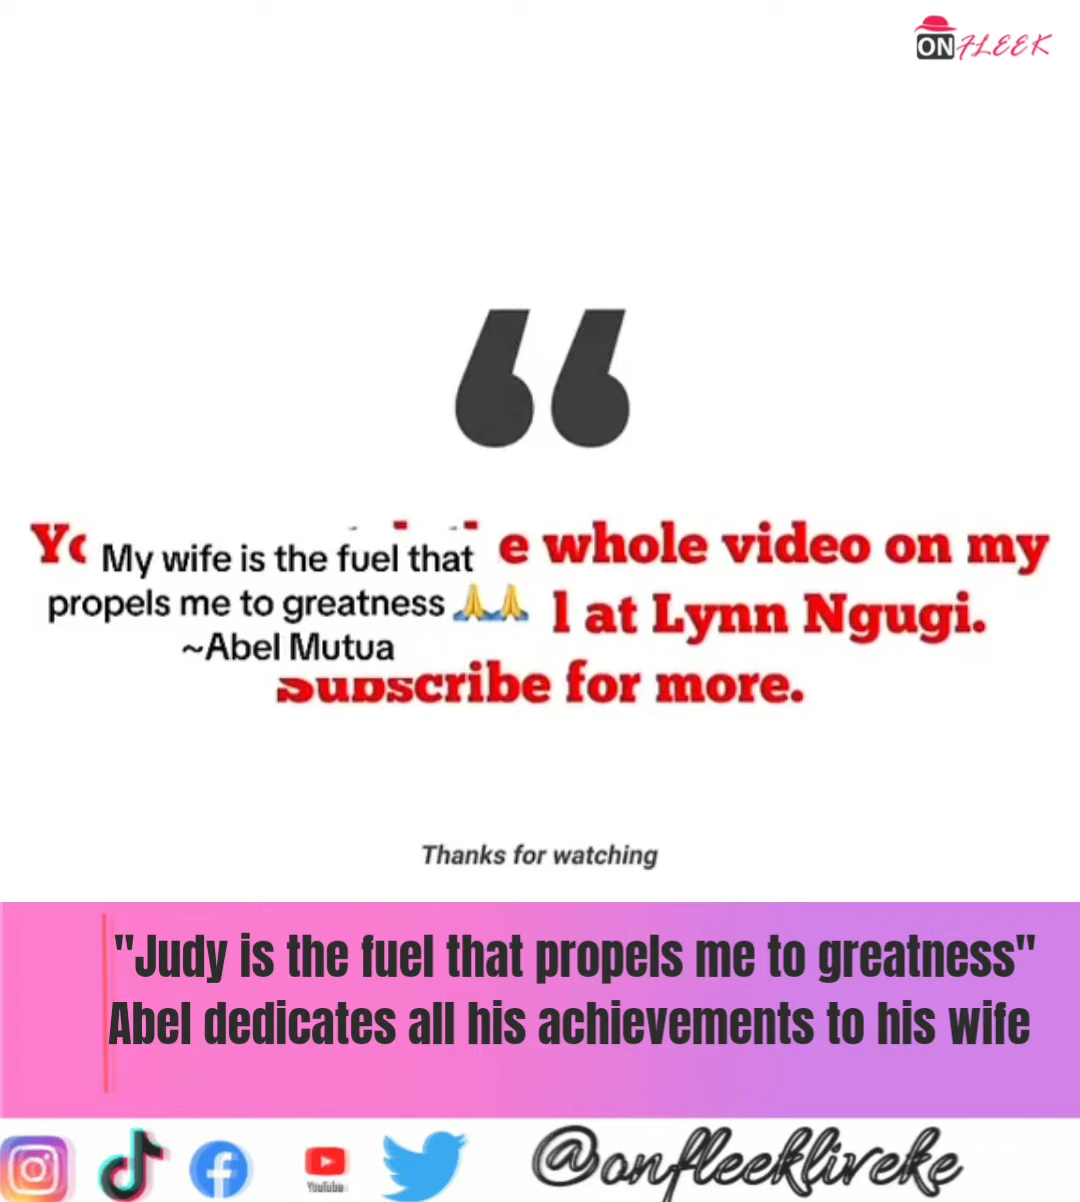 ON FLEEK
“
e whole video on my
My wife is the fuel that
propels me to greatness 🙏🙏
l at Lynn Ngugi.
~Abel Mutua
Subscribe for more.
Thanks for watching
"Judy is the fuel that propels me to greatness"
Abel dedicates all his achievements to his wife
YouTube
@onfleekliveke